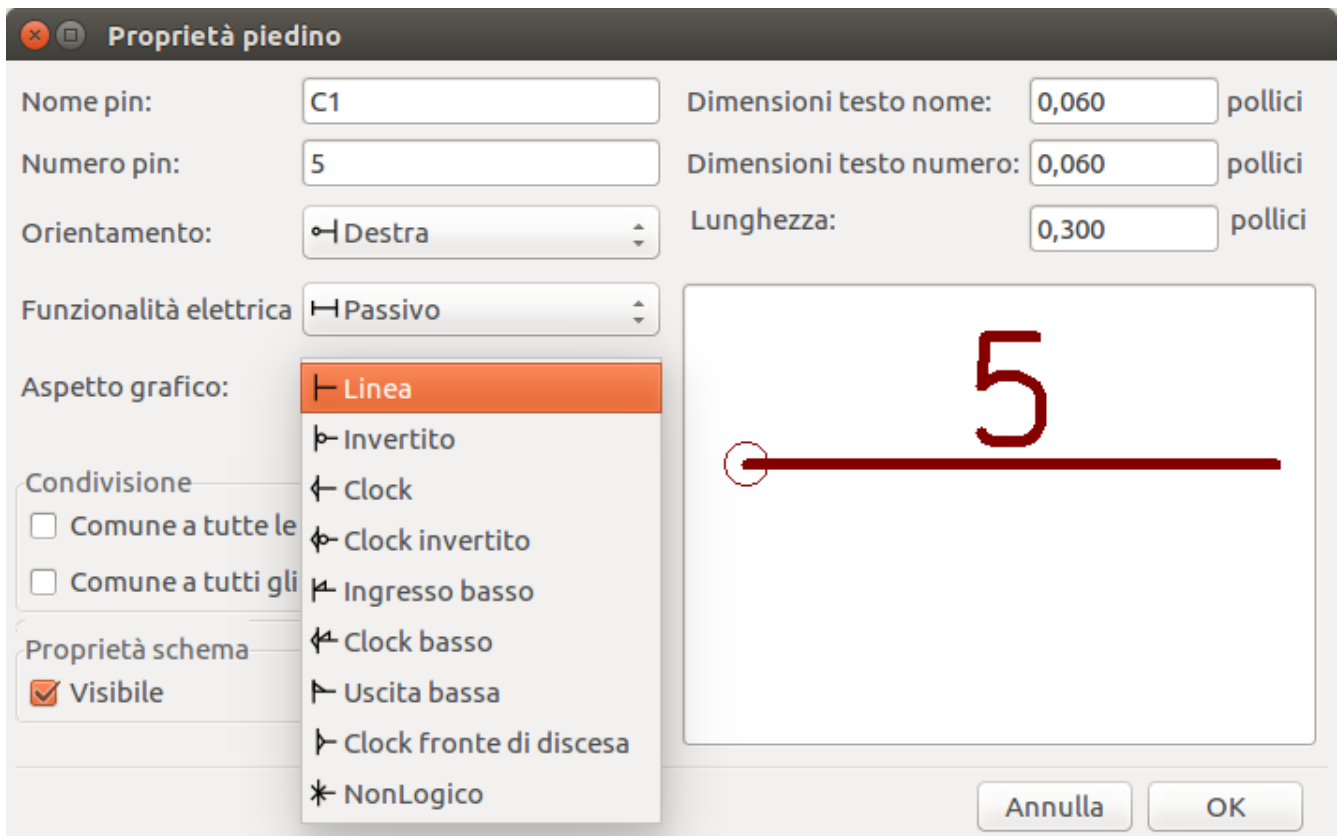 Proprietà piedino
Nome pin: C1 Dimensioni testo nome: 0,060 pollici
Numero pin: 5 Dimensioni testo numero: 0,060 pollici
Orientamento: Destra Lunghezza: 0,300 pollici
Funzionalità elettrica Passivo
5
Aspetto grafico: Linea
Invertito
Condivisione
Clock
Comune a tutte le
Clock invertito
Comune a tutti gli
Ingresso basso
Proprietà schema
Clock basso
Visibile
Uscita bassa
Clock fronte di discesa
NonLogico
Annulla OK